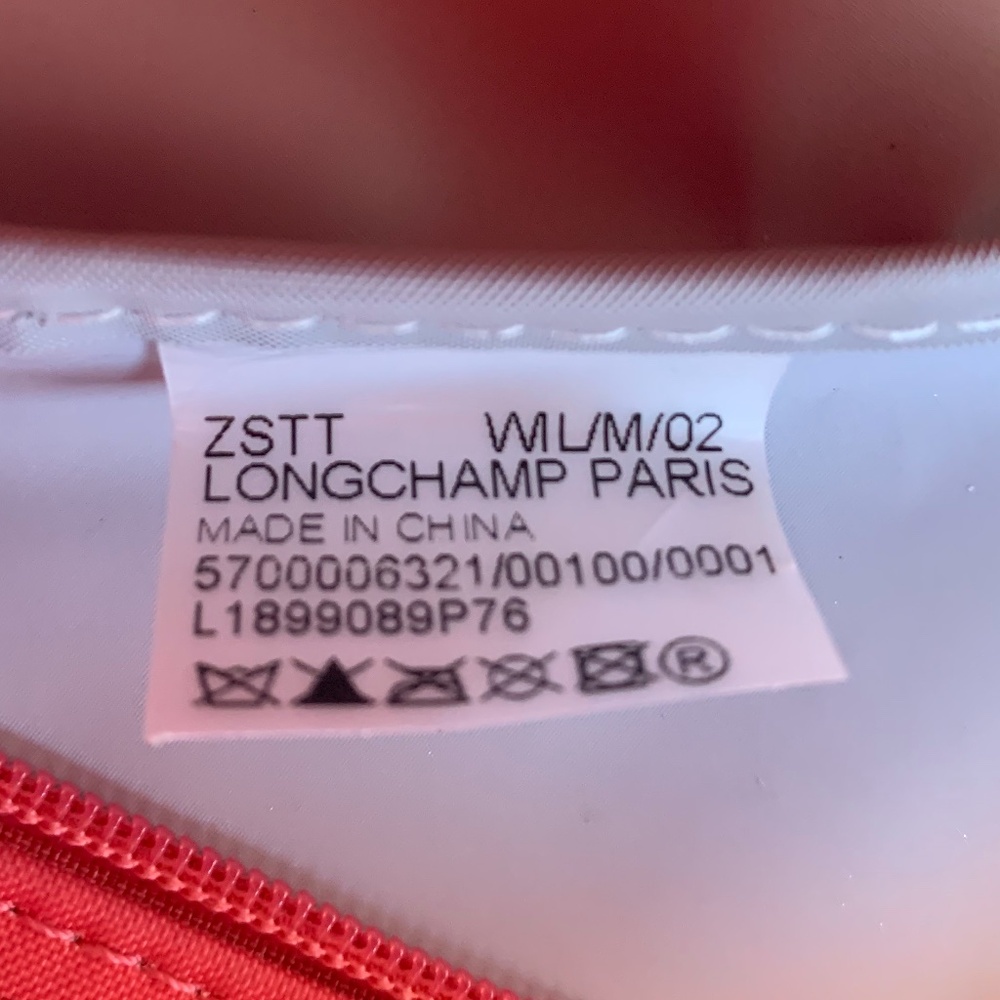 ZSTT WIL/M/02
LONGCHAMP PARIS
MADE IN CHINA
5700006321/00100/0001
L1899089P76
®